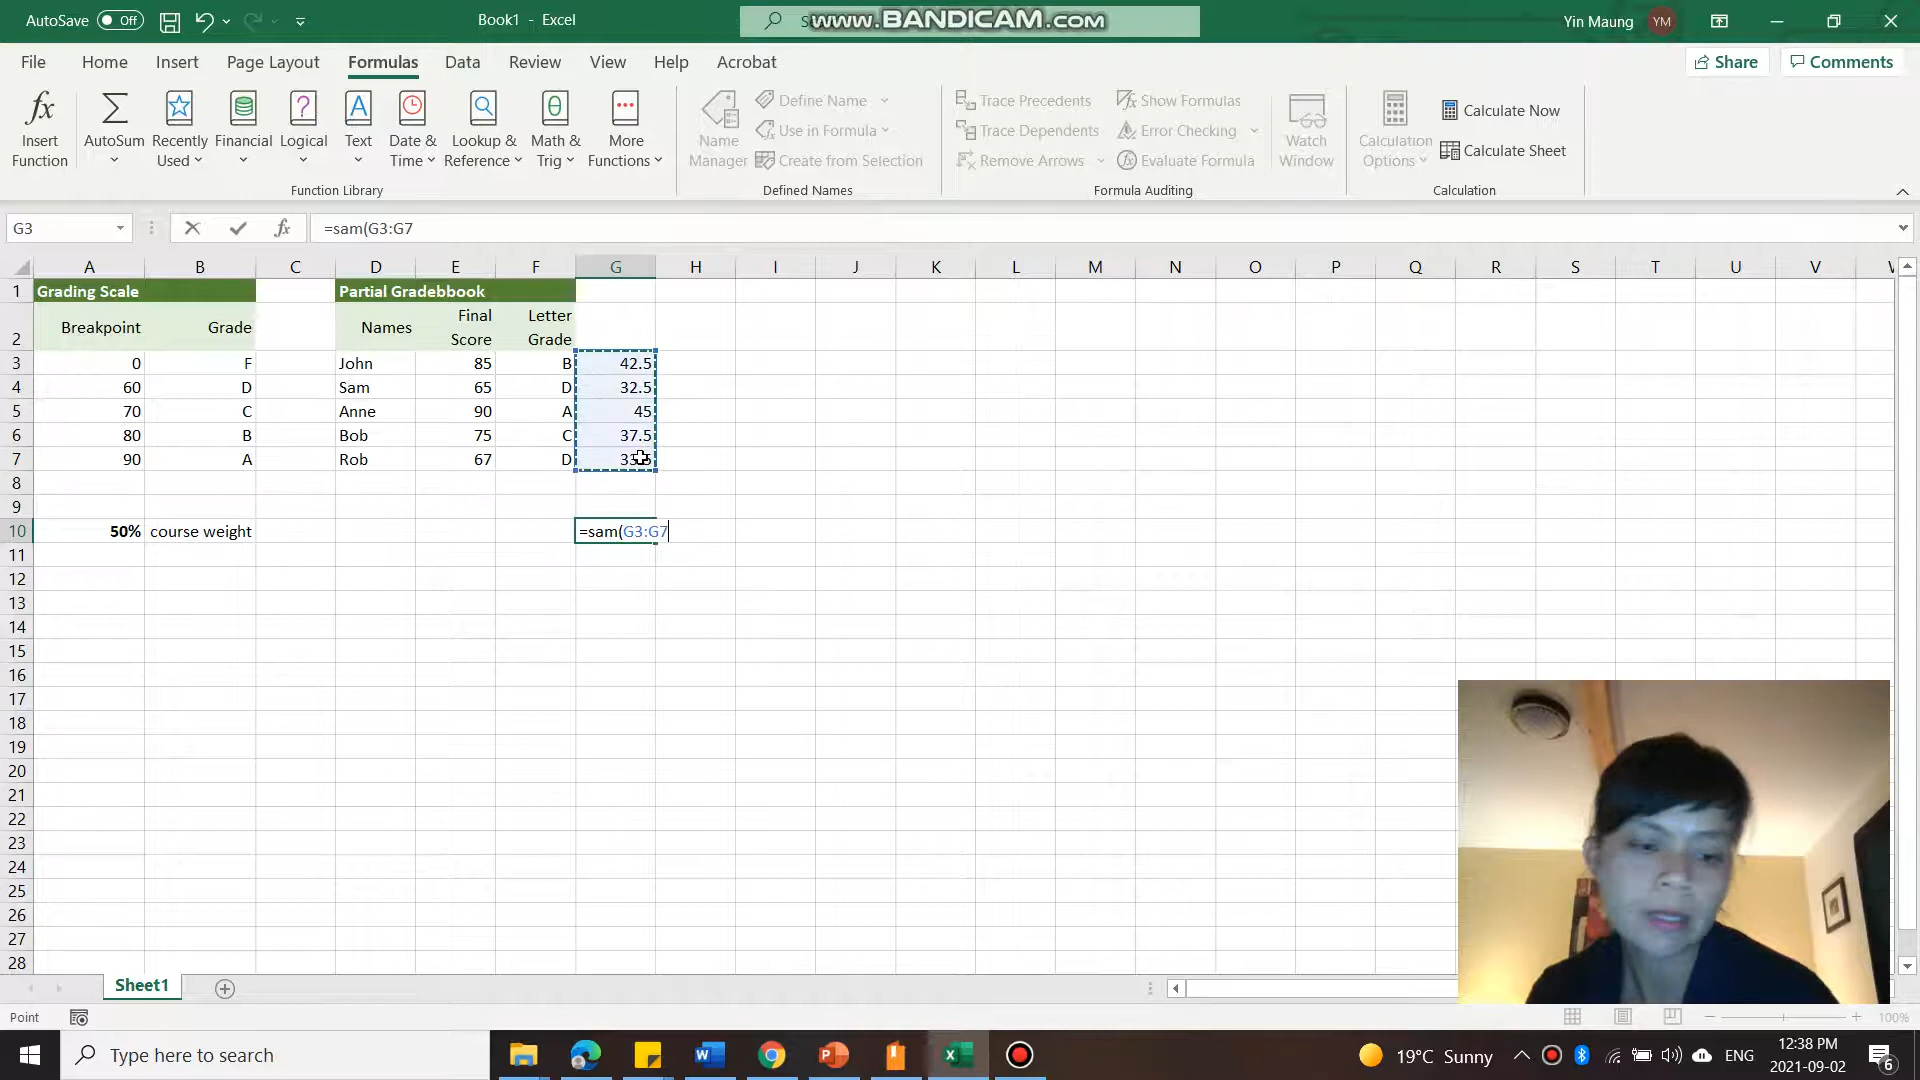 AutoSave Off
Book1 - Excel
www.BANDICAM.com
Yin Maung YM
File Home Insert Page Layout Formulas Data Review View Help Acrobat
Share Comments
fx Insert Function
AutoSum
Recently Used
Financial
Logical
Text
Date & Time
Lookup & Reference
Math & Trig
More Functions
Function Library
Name Manager
Define Name
Use in Formula
Create from Selection
Defined Names
Trace Precedents
Trace Dependents
Remove Arrows
Show Formulas
Error Checking
Evaluate Formula
Formula Auditing
Watch Window
Calculation Options
Calculate Now
Calculate Sheet
Calculation
G3 fx =sam(G3:G7
A B C D E F G H I J K L M N O P Q R S T U V
1 Grading Scale Partial Gradebbook
2 Breakpoint Grade Names Final Score Letter Grade
3 0 F John 85 B 42.5
4 60 D Sam 65 D 32.5
5 70 C Anne 90 A 45
6 80 B Bob 75 C 37.5
7 90 A Rob 67 D
8
9
10 50% course weight =sam(G3:G7
11
12
13
14
15
16
17
18
19
20
21
22
23
24
25
26
27
28
Sheet1
Point
100%
Type here to search
19°C Sunny
ENG
12:38 PM
2021-09-02
6